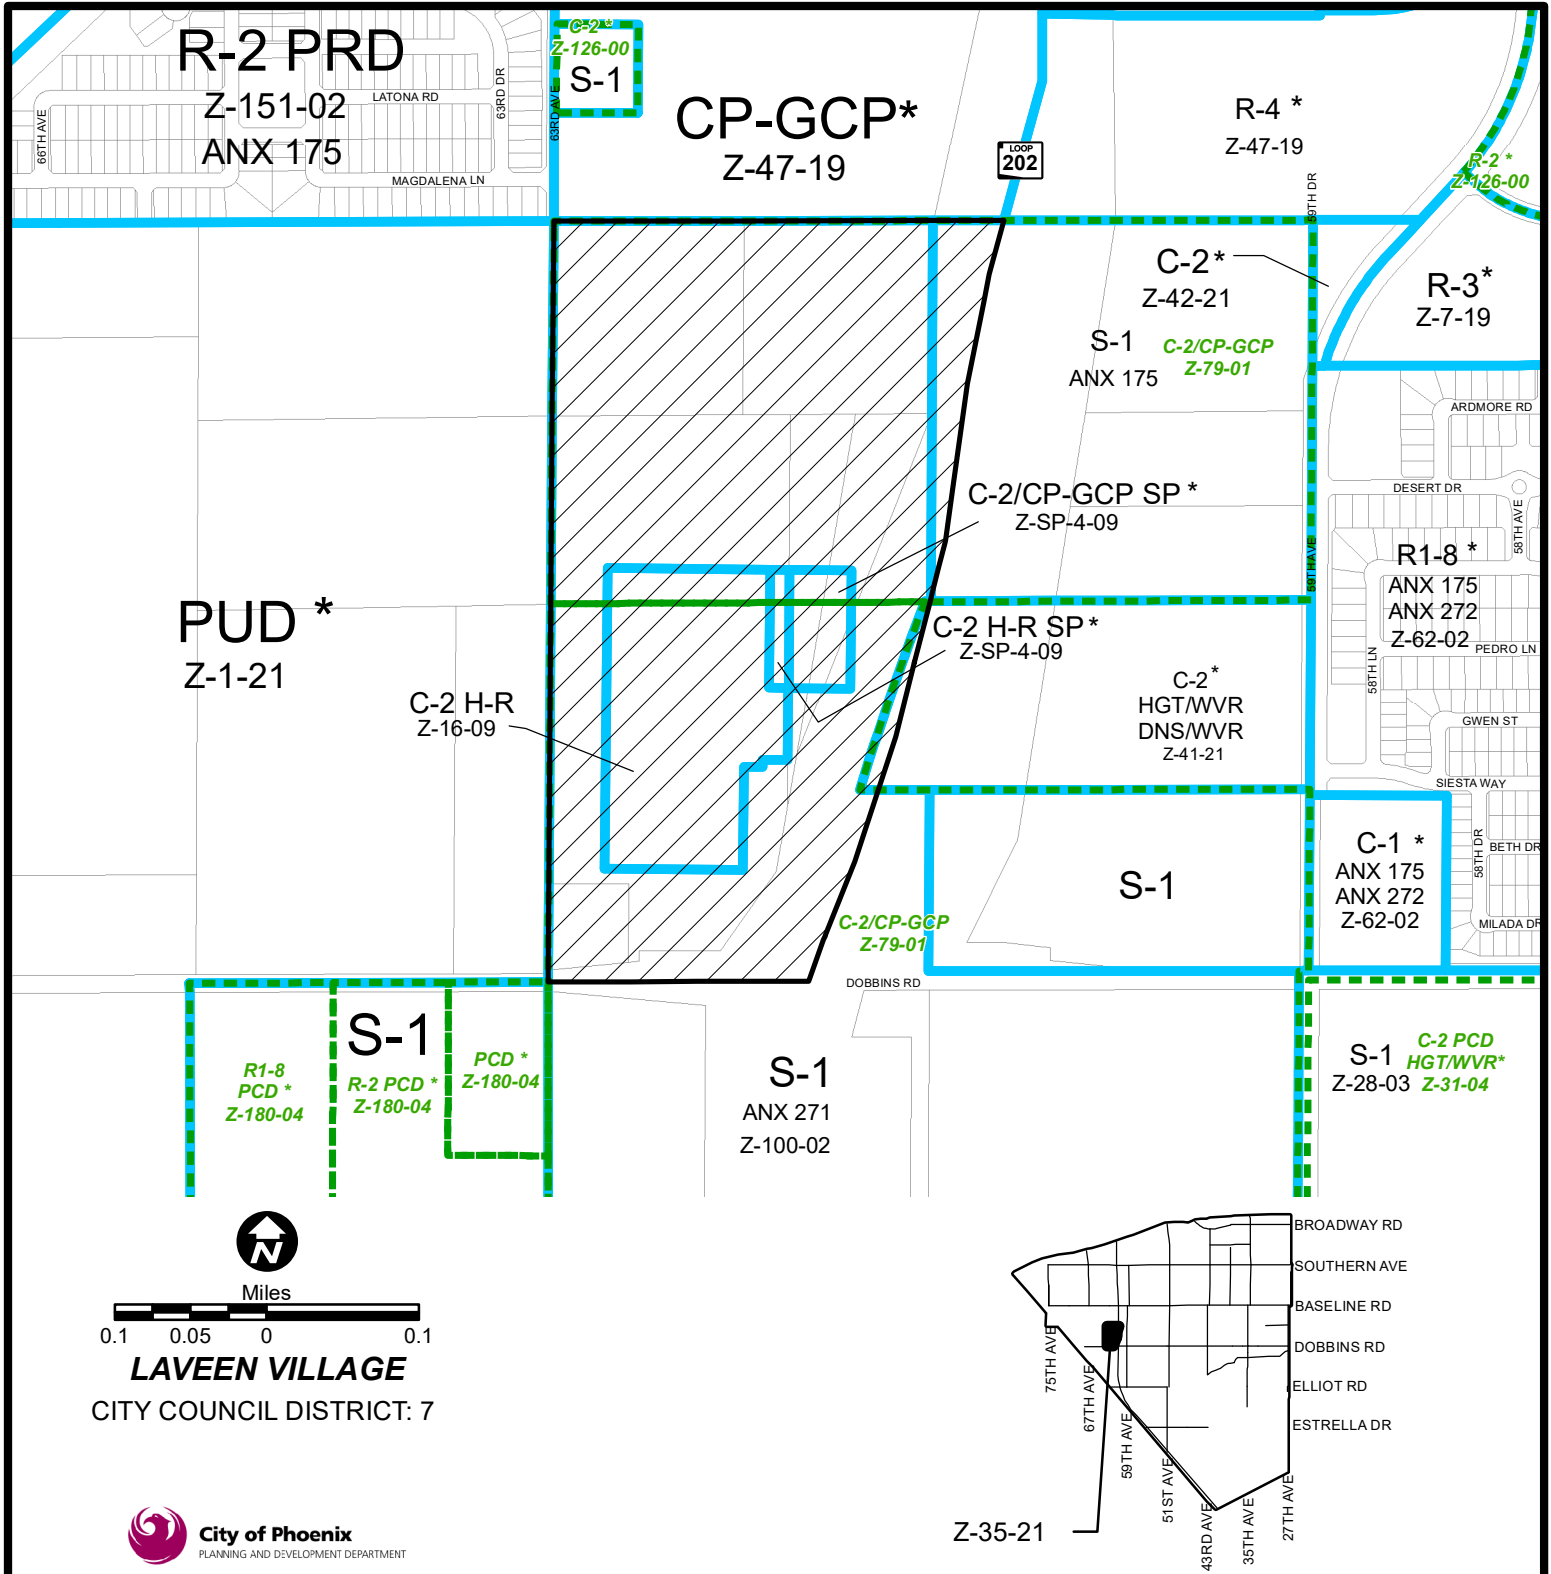 R-2 PRD
Z-151-02
ANX 175
LATONA RD
MAGDALENA LN
66TH AVE
63RD DR
63RD AVE
C-2 *
Z-126-00
S-1
CP-GCP*
Z-47-19
LOOP
202
R-4 *
Z-47-19
R-2 *
Z-126-00
59TH DR
C-2*
Z-42-21
R-3*
Z-7-19
S-1
ANX 175
C-2/CP-GCP
Z-79-01
ARDMORE RD
DESERT DR
58TH AVE
59TH AVE
C-2/CP-GCP SP *
Z-SP-4-09
R1-8 *
ANX 175
ANX 272
Z-62-02
PEDRO LN
58TH LN
GWEN ST
SIESTA WAY
PUD *
Z-1-21
C-2 H-R SP *
Z-SP-4-09
C-2 H-R
Z-16-09
C-2*
HGT/WVR
DNS/WVR
Z-41-21
S-1
C-1 *
ANX 175
ANX 272
Z-62-02
58TH DR
BETH DR
MILADA DR
C-2/CP-GCP
Z-79-01
DOBBINS RD
R1-8
PCD *
Z-180-04
S-1
R-2 PCD *
Z-180-04
PCD *
Z-180-04
S-1
ANX 271
Z-100-02
S-1
Z-28-03
C-2 PCD
HGT/WVR*
Z-31-04
N
Miles
0.1 0.05 0 0.1
LAVEEN VILLAGE
CITY COUNCIL DISTRICT: 7
City of Phoenix
PLANNING AND DEVELOPMENT DEPARTMENT
BROADWAY RD
SOUTHERN AVE
BASELINE RD
DOBBINS RD
ELLIOT RD
ESTRELLA DR
75TH AVE
67TH AVE
59TH AVE
51ST AVE
43RD AVE
35TH AVE
27TH AVE
Z-35-21